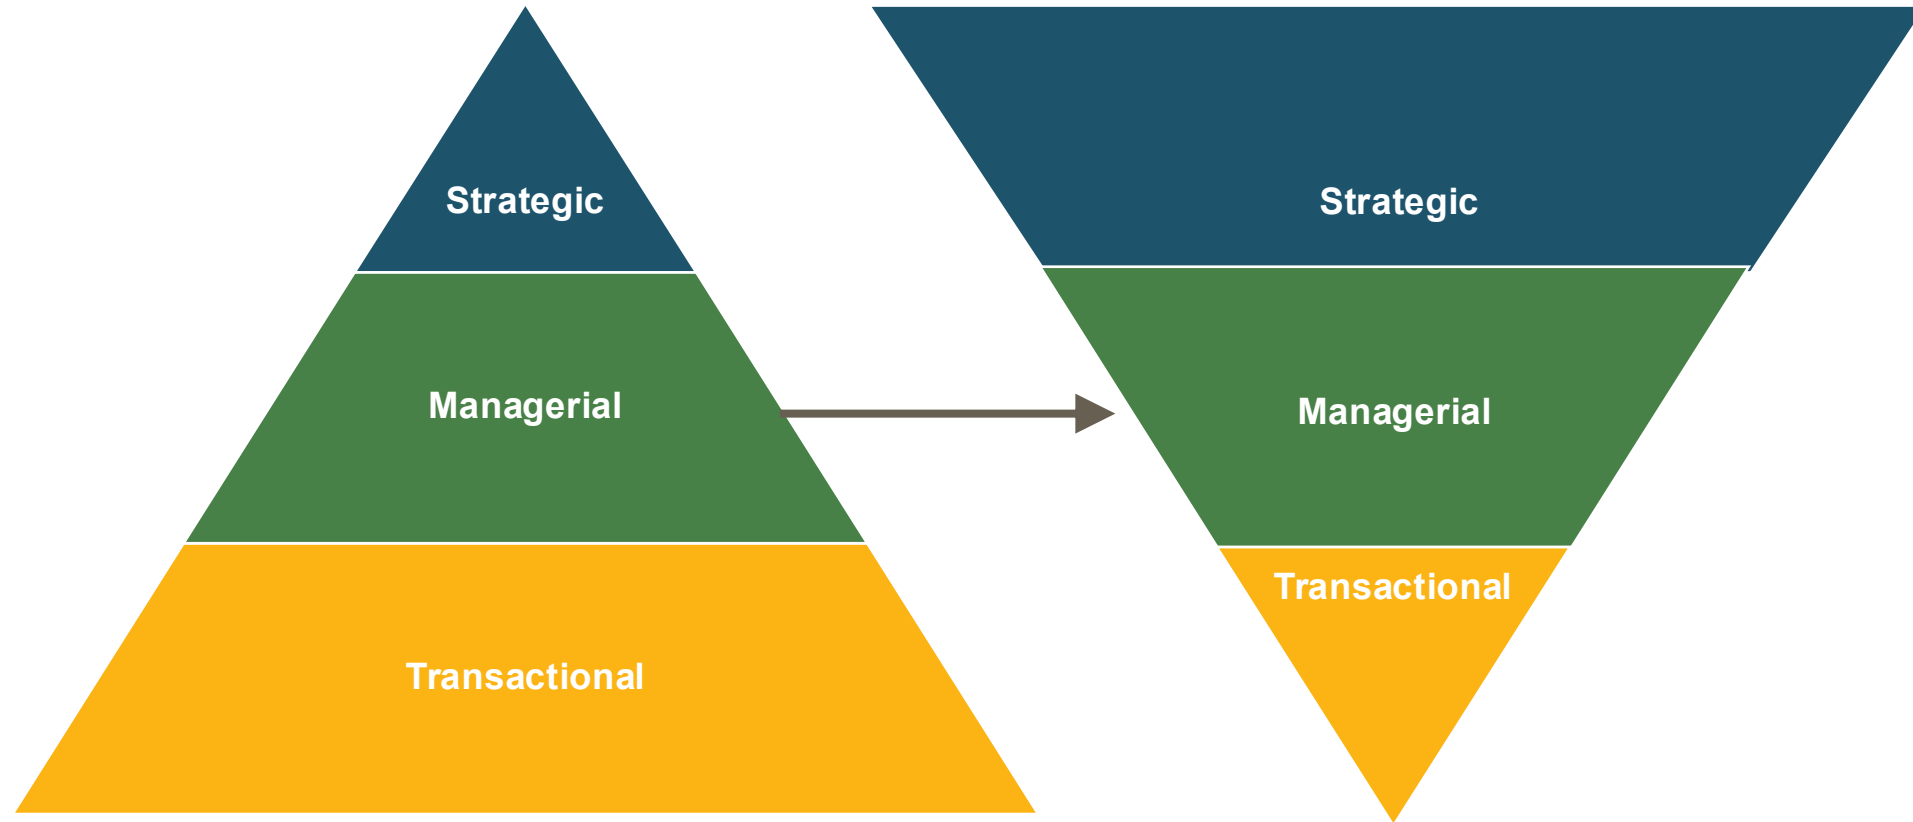 Strategic
Managerial
Transactional
Strategic
Managerial
Transactional